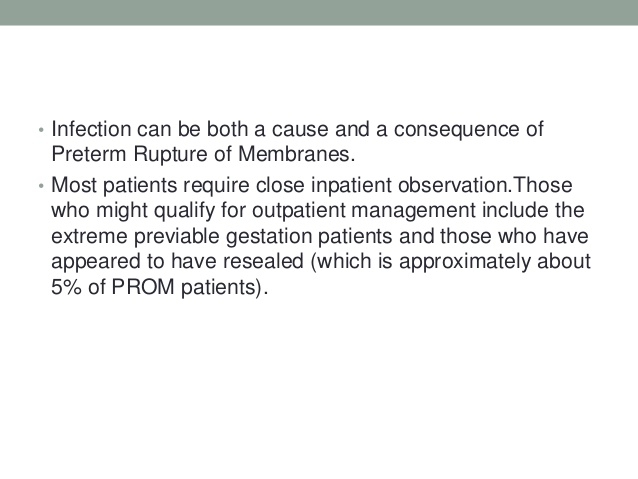 • Infection can be both a cause and a consequence of
Preterm Rupture of Membranes.
• Most patients require close inpatient observation.Those
who might qualify for outpatient management include the
extreme previable gestation patients and those who have
appeared to have resealed (which is approximately about
5% of PROM patients).